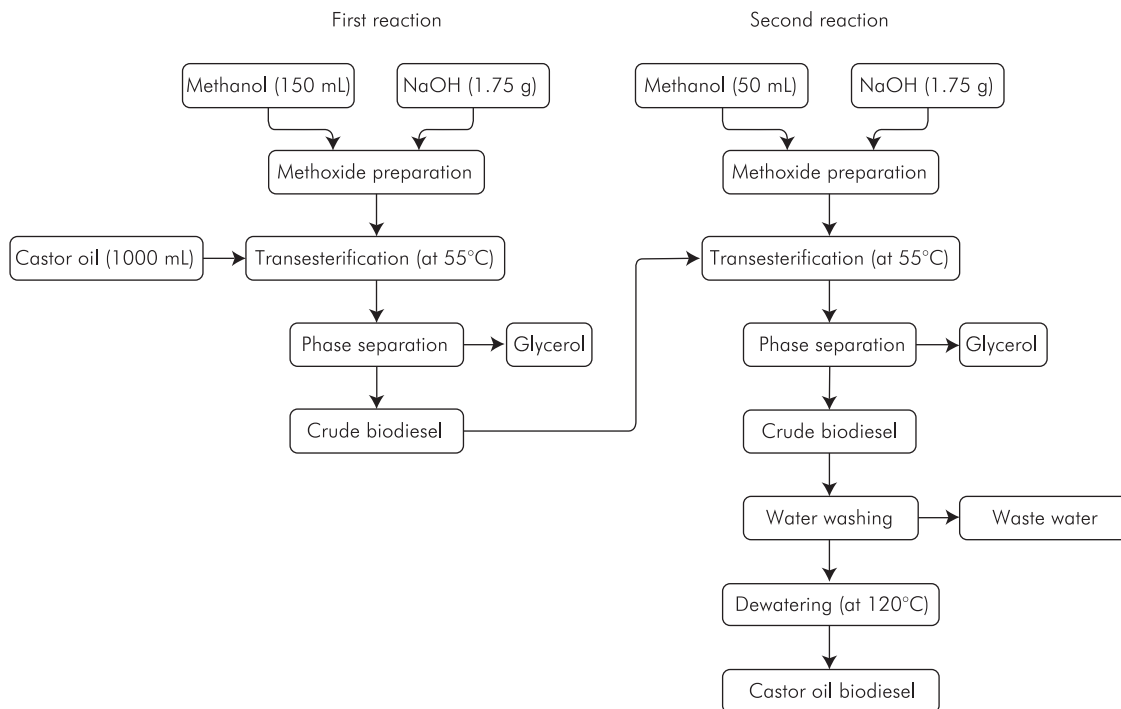 First reaction
Second reaction
Methanol (150 mL)
NaOH (1.75 g)
Methanol (50 mL)
NaOH (1.75 g)
Methoxide preparation
Methoxide preparation
Castor oil (1000 mL)
Transesterification (at 55°C)
Transesterification (at 55°C)
Phase separation
Glycerol
Phase separation
Glycerol
Crude biodiesel
Crude biodiesel
Water washing
Waste water
Dewatering (at 120°C)
Castor oil biodiesel